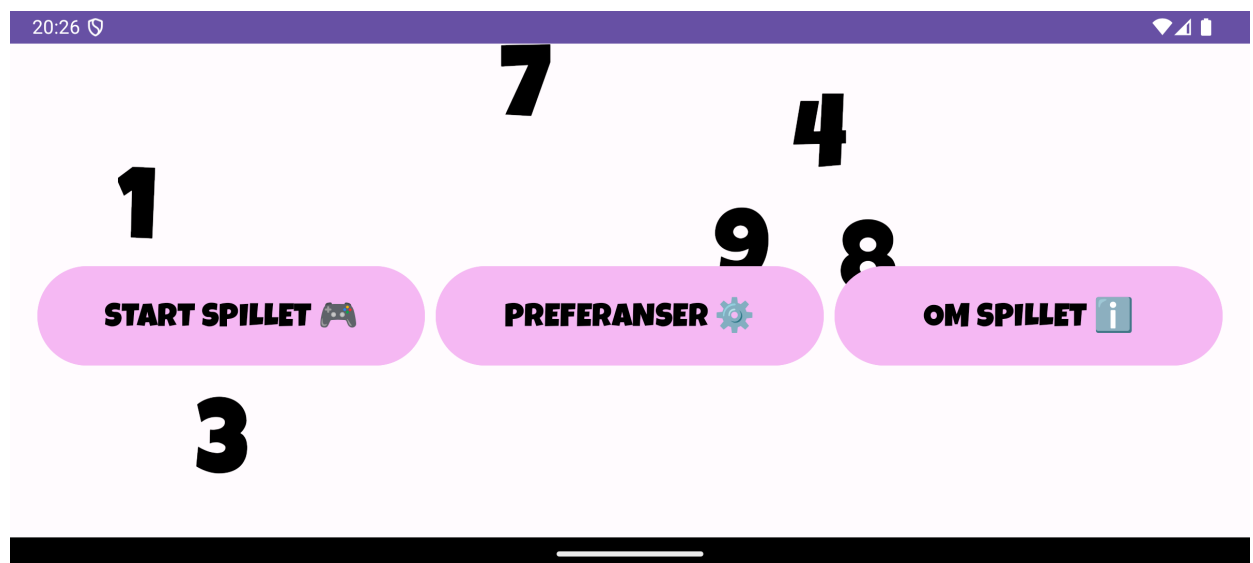 20:26
7
4
1
9
8
START SPILLET 🎮
PREFERANSER ⚙️
OM SPILLET ℹ️
3